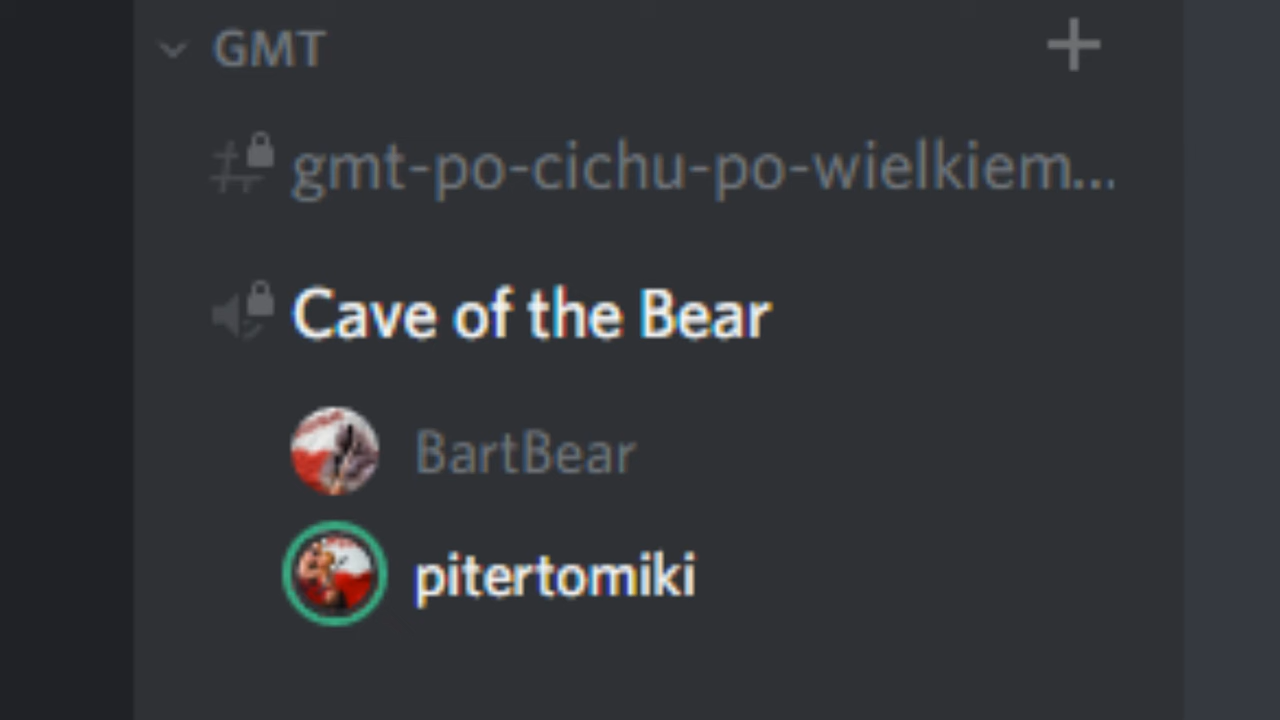 GMT
gmt-po-cichu-po-wielkiem...
Cave of the Bear
BartBear
pitertomiki